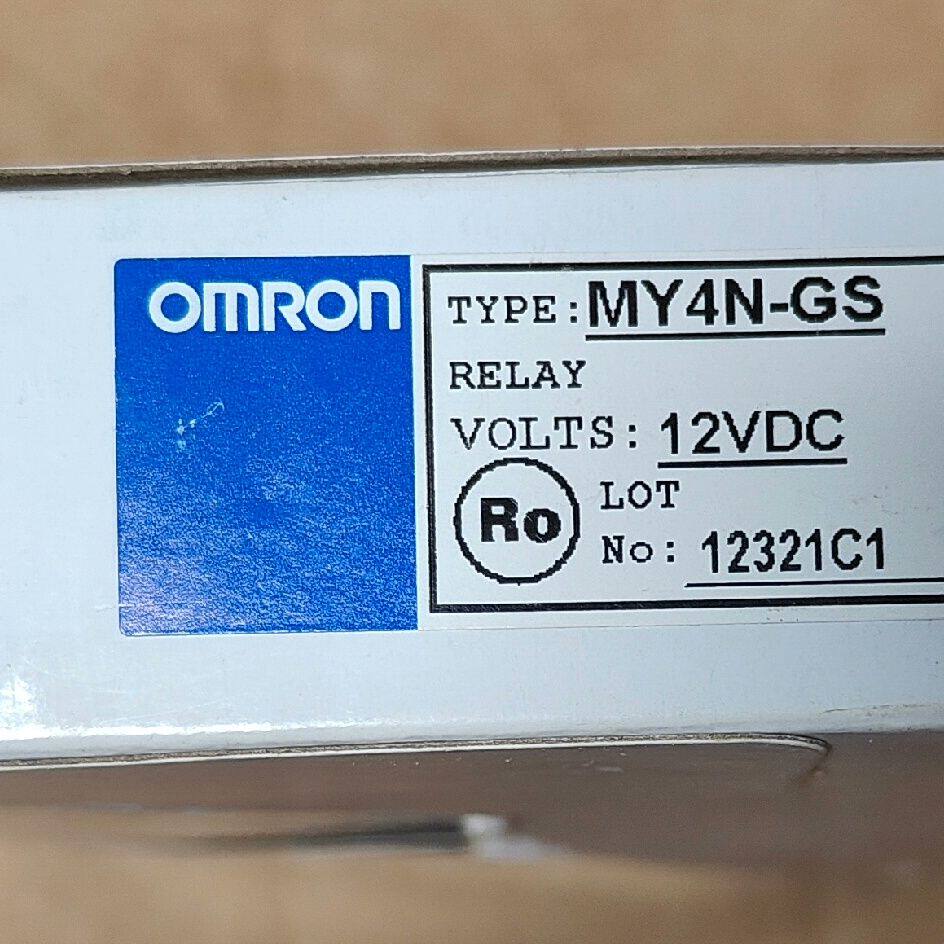 OMRON
TYPE: MY4N-GS
RELAY
VOLTS: 12VDC
Ro
LOT
No: 12321C1